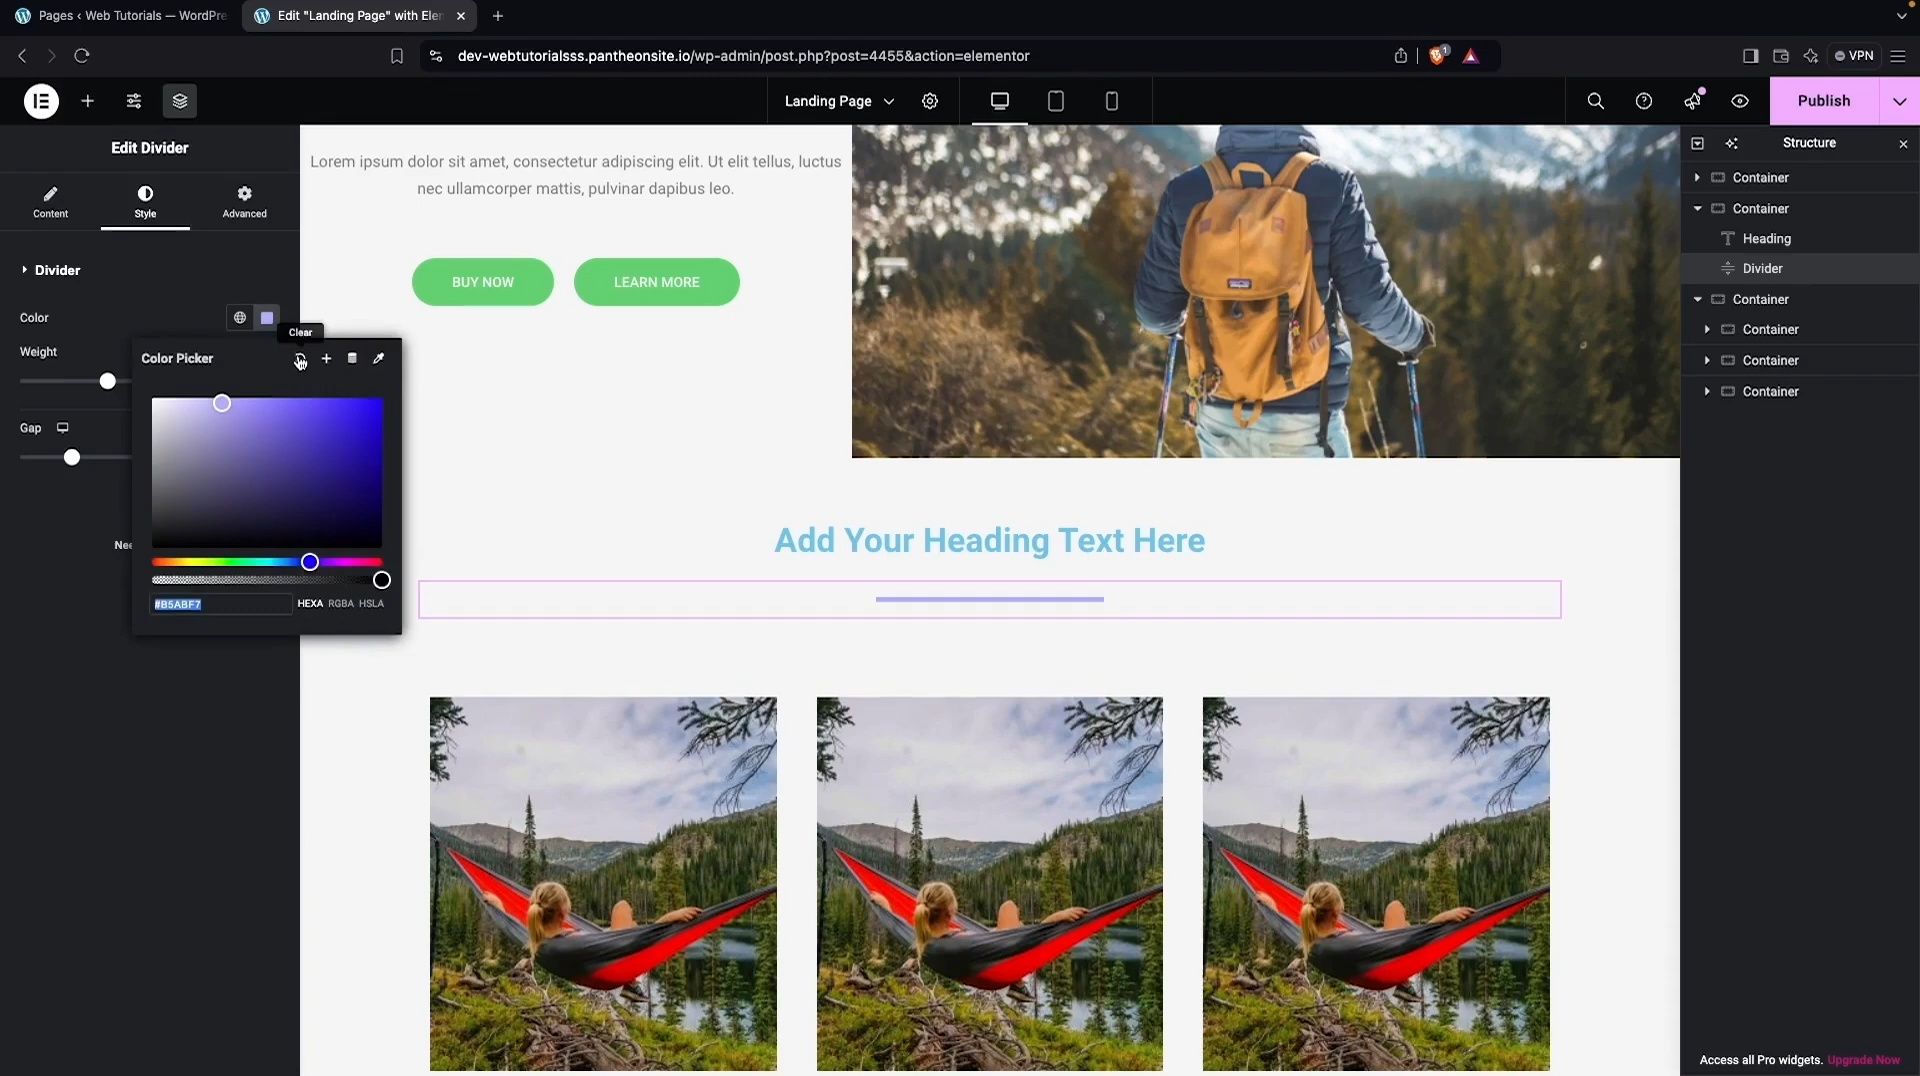 Pages ‹ Web Tutorials — WordPre
Edit "Landing Page" with Ele
dev-webtutorialsss.pantheonsite.io/wp-admin/post.php?post=4455&action=elementor
1
VPN
Landing Page
Publish
Edit Divider
Content
Style
Advanced
Divider
Color
Clear
Weight
Color Picker
Gap
Nee
#B5ABF7
HEXA RGBA HSLA
Lorem ipsum dolor sit amet, consectetur adipiscing elit. Ut elit tellus, luctus
nec ullamcorper mattis, pulvinar dapibus leo.
BUY NOW
LEARN MORE
Add Your Heading Text Here
Structure
Container
Container
Heading
Divider
Container
Container
Container
Container
Access all Pro widgets. Upgrade Now